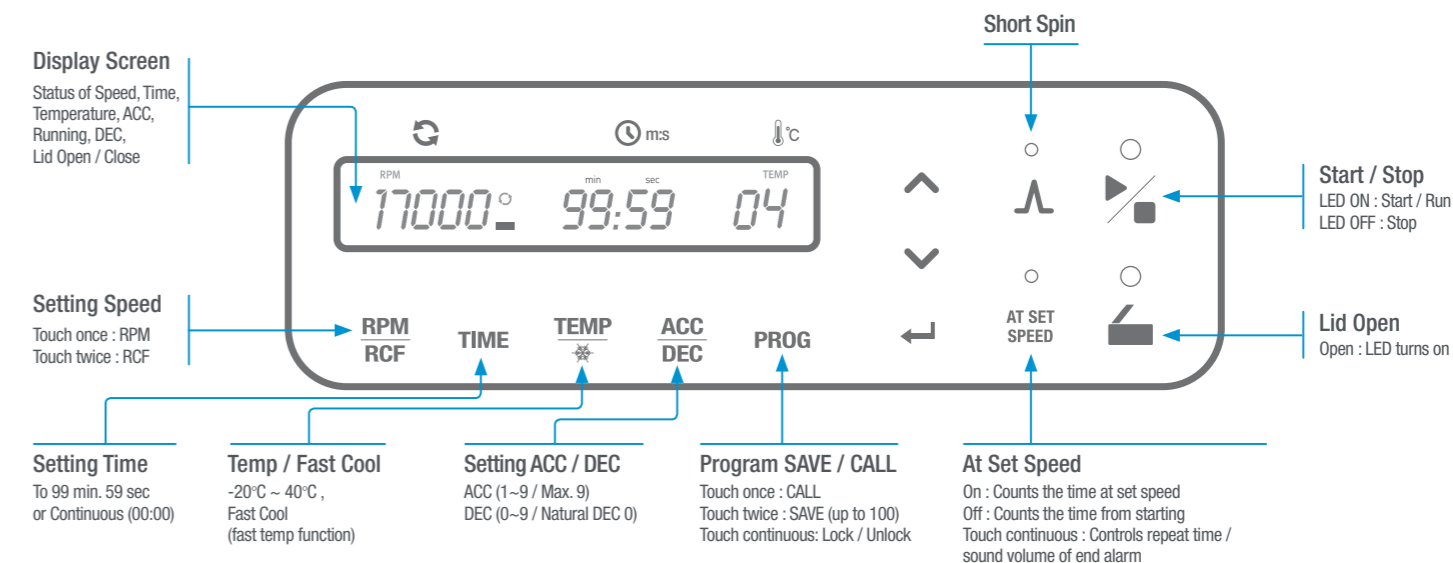 Short Spin
Display Screen
Status of Speed, Time,
Temperature, ACC,
Running, DEC,
Lid Open / Close
m:s
°C
RPM
min
sec
TEMP
17000
99:59
04
Start / Stop
LED ON : Start / Run
LED OFF : Stop
Setting Speed
Touch once : RPM
Touch twice : RCF
RPM
RCF
TIME
TEMP
ACC
DEC
PROG
AT SET
SPEED
Lid Open
Open : LED turns on
Setting Time
To 99 min. 59 sec
or Continuous (00:00)
Temp / Fast Cool
-20°C ~ 40°C ,
Fast Cool
(fast temp function)
Setting ACC / DEC
ACC (1~9 / Max. 9)
DEC (0~9 / Natural DEC 0)
Program SAVE / CALL
Touch once : CALL
Touch twice : SAVE (up to 100)
Touch continuous: Lock / Unlock
At Set Speed
On : Counts the time at set speed
Off : Counts the time from starting
Touch continuous : Controls repeat time /
sound volume of end alarm